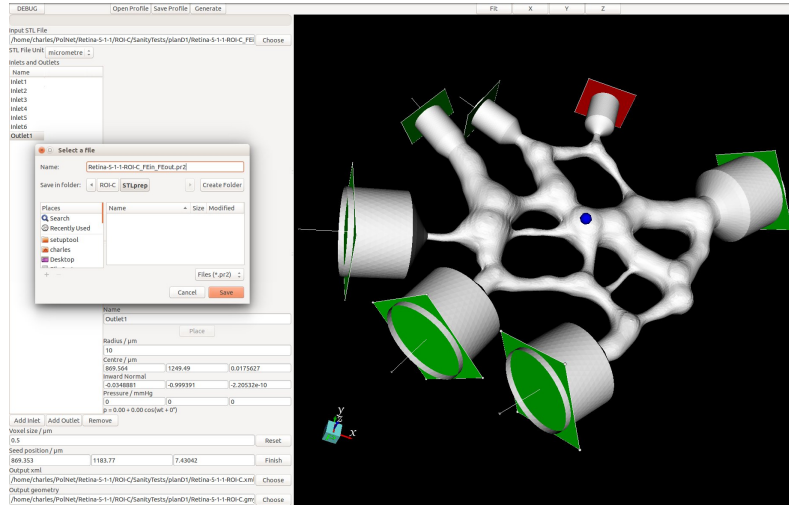 DEBUG Open Profile Save Profile Generate Fit X Y Z
Input STL File
/home/charles/PolNet/Retina-5-1-1/ROI-C/SanityTests/planD1/Retina-5-1-1-ROI-C_FEi Choose
STL File Unit micrometre
Inlets and Outlets
Name
Inlet1
Inlet2
Inlet3
Inlet4
Inlet5
Inlet6
Outlet1
Select a file
Name: Retina-5-1-1-ROI-C_FEin_FEout.pr2
Save in folder: ROI-C STLprep Create Folder
Places Name Size Modified
Search
Recently Used
setuptool
charles
Desktop
Files (*.pr2)
Cancel Save
Name
Outlet1
Place
Radius / µm
10
Centre / µm
869.564 1249.49 0.0175627
Inward Normal
-0.0348881 -0.999391 -2.20532e-10
Pressure / mmHg
0 0 0
p = 0.00 + 0.00 cos(wt + 0°)
Add Inlet Add Outlet Remove
Voxel size / µm
0.5 Reset
Seed position / µm
869.353 1183.77 7.43042 Finish
Output xml
/home/charles/PolNet/Retina-5-1-1/ROI-C/SanityTests/planD1/Retina-5-1-1-ROI-C.xml Choose
Output geometry
/home/charles/PolNet/Retina-5-1-1/ROI-C/SanityTests/planD1/Retina-5-1-1-ROI-C.gmy Choose
y
z
x